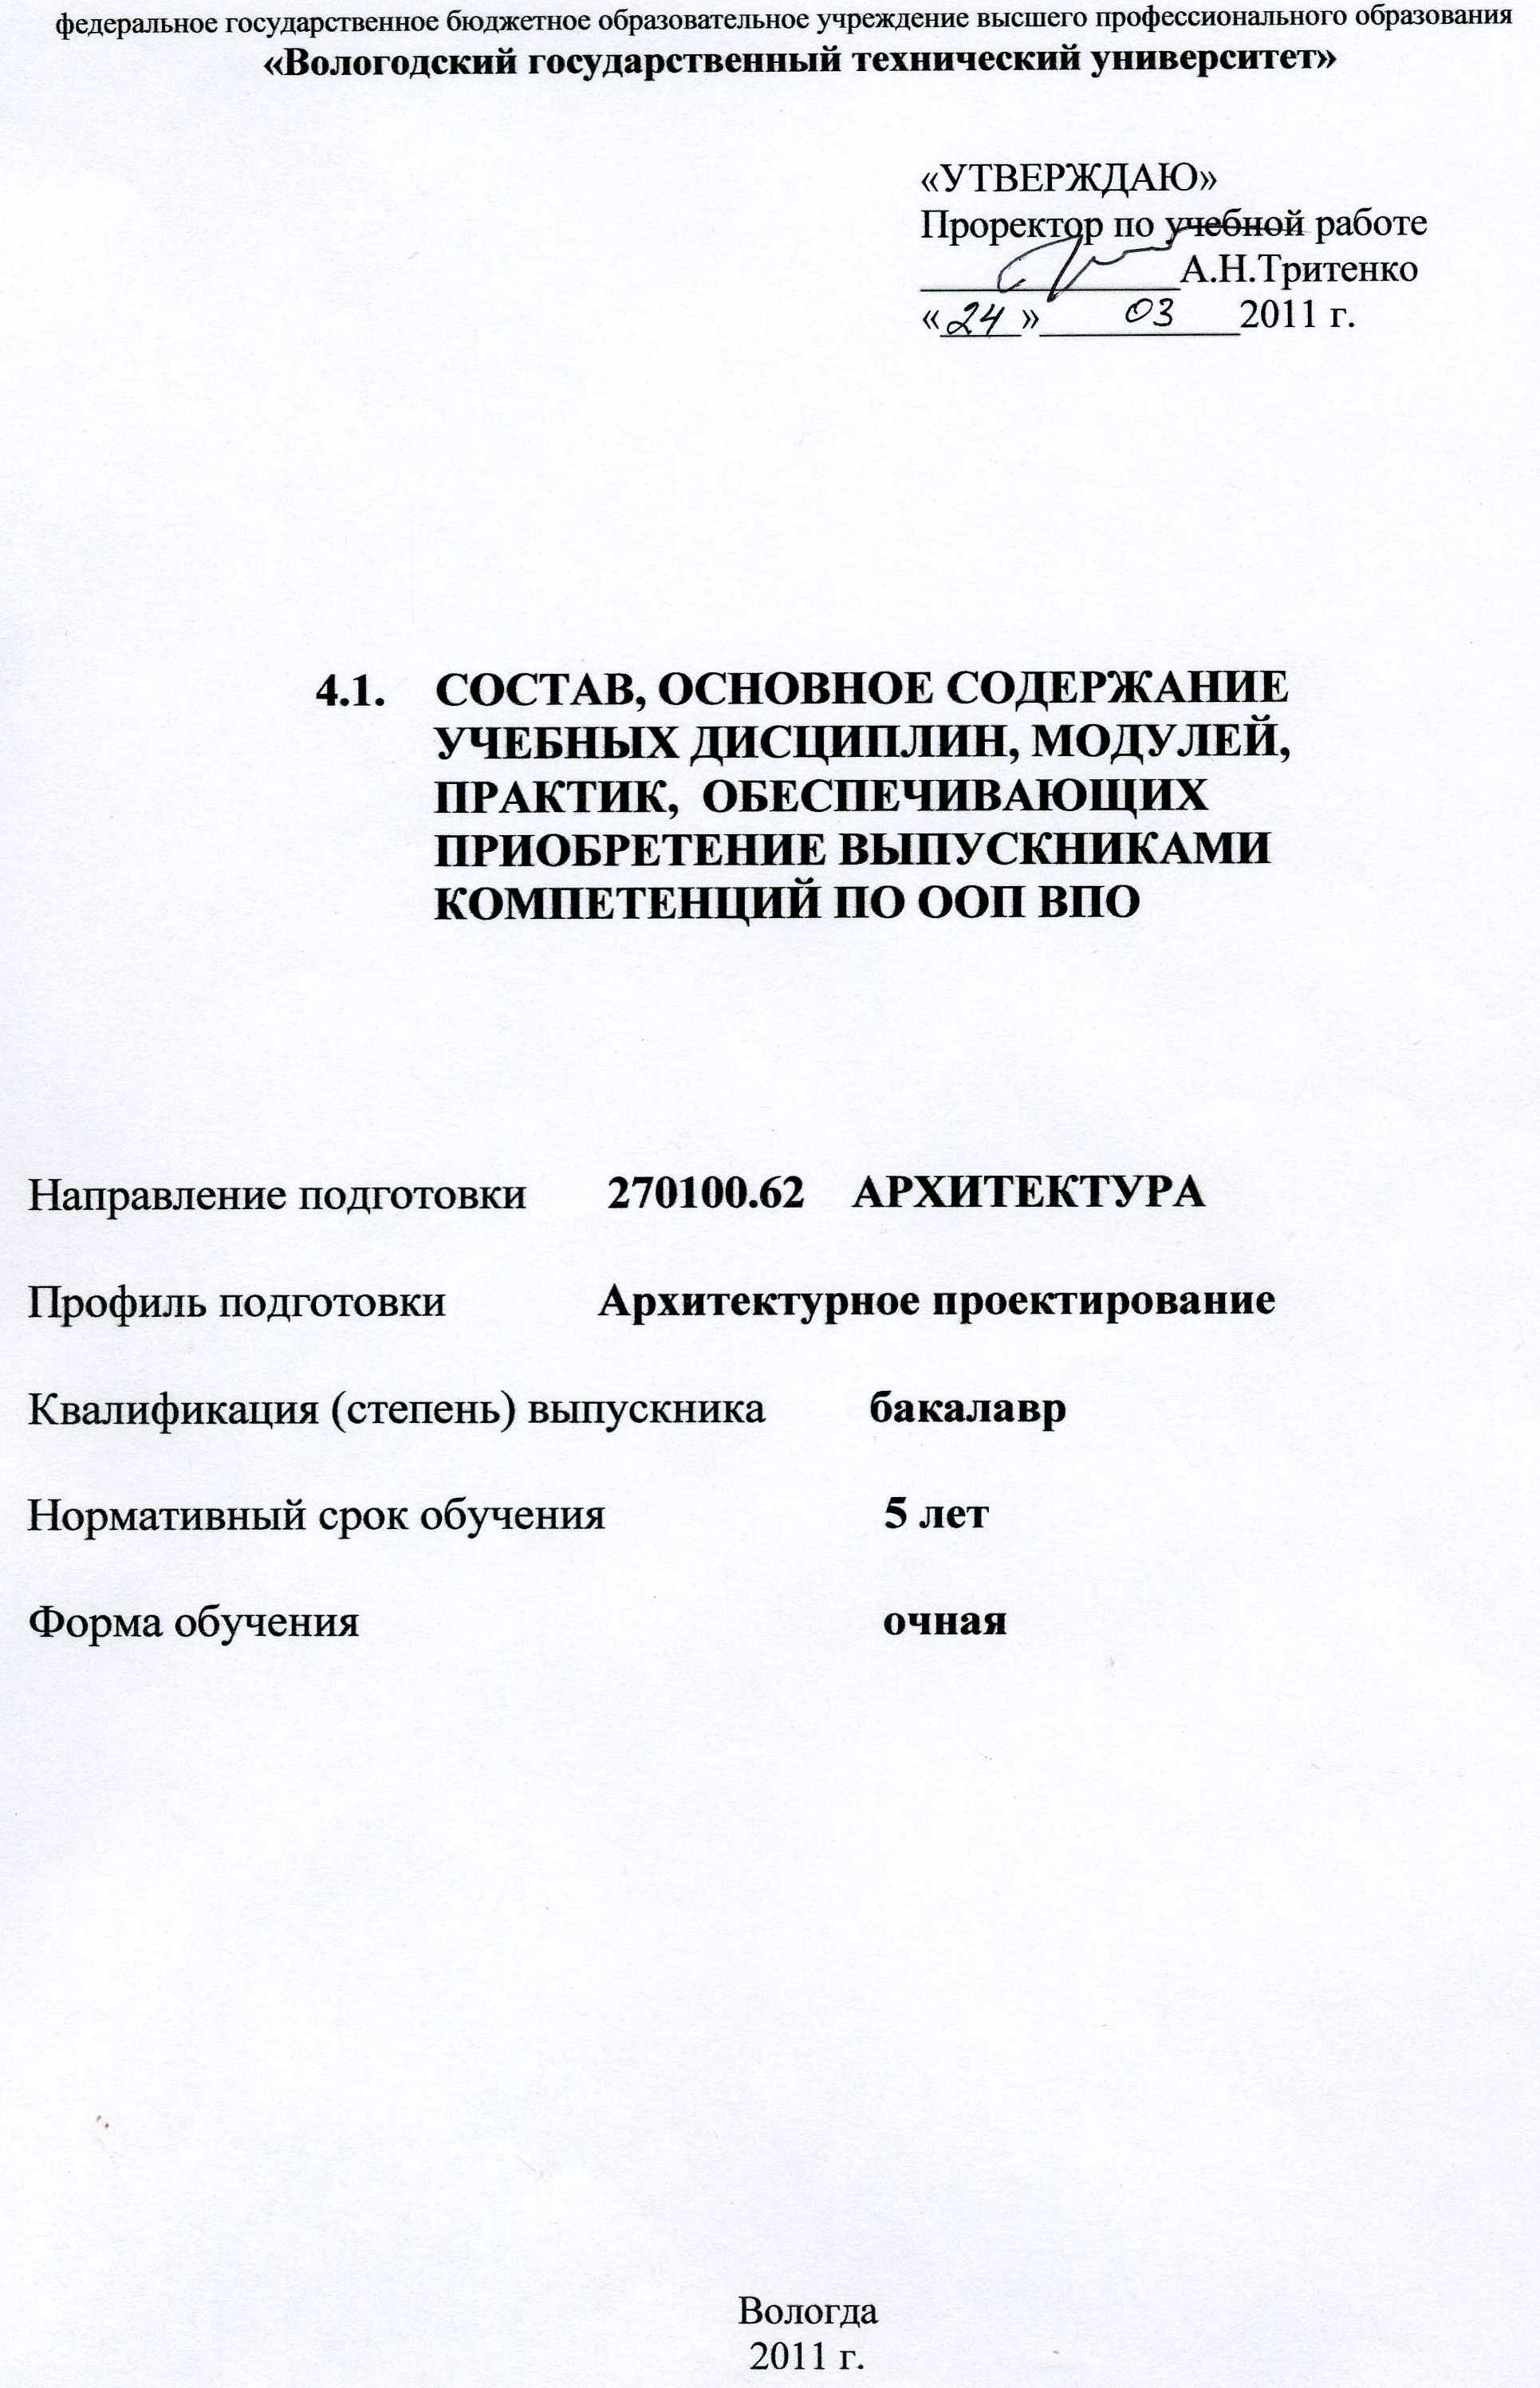 федеральное государственное бюджетное образовательное учреждение высшего профессионального образования
«Вологодский государственный технический университет»
«УТВЕРЖДАЮ»
Проректор по учебной работе
_____________А.Н.Тритенко
«24»__________03__________2011 г.
4.1. СОСТАВ, ОСНОВНОЕ СОДЕРЖАНИЕ
УЧЕБНЫХ ДИСЦИПЛИН, МОДУЛЕЙ,
ПРАКТИК, ОБЕСПЕЧИВАЮЩИХ
ПРИОБРЕТЕНИЕ ВЫПУСКНИКАМИ
КОМПЕТЕНЦИЙ ПО ООП ВПО
Направление подготовки 270100.62 АРХИТЕКТУРА
Профиль подготовки Архитектурное проектирование
Квалификация (степень) выпускника бакалавр
Нормативный срок обучения 5 лет
Форма обучения очная
Вологда
2011 г.